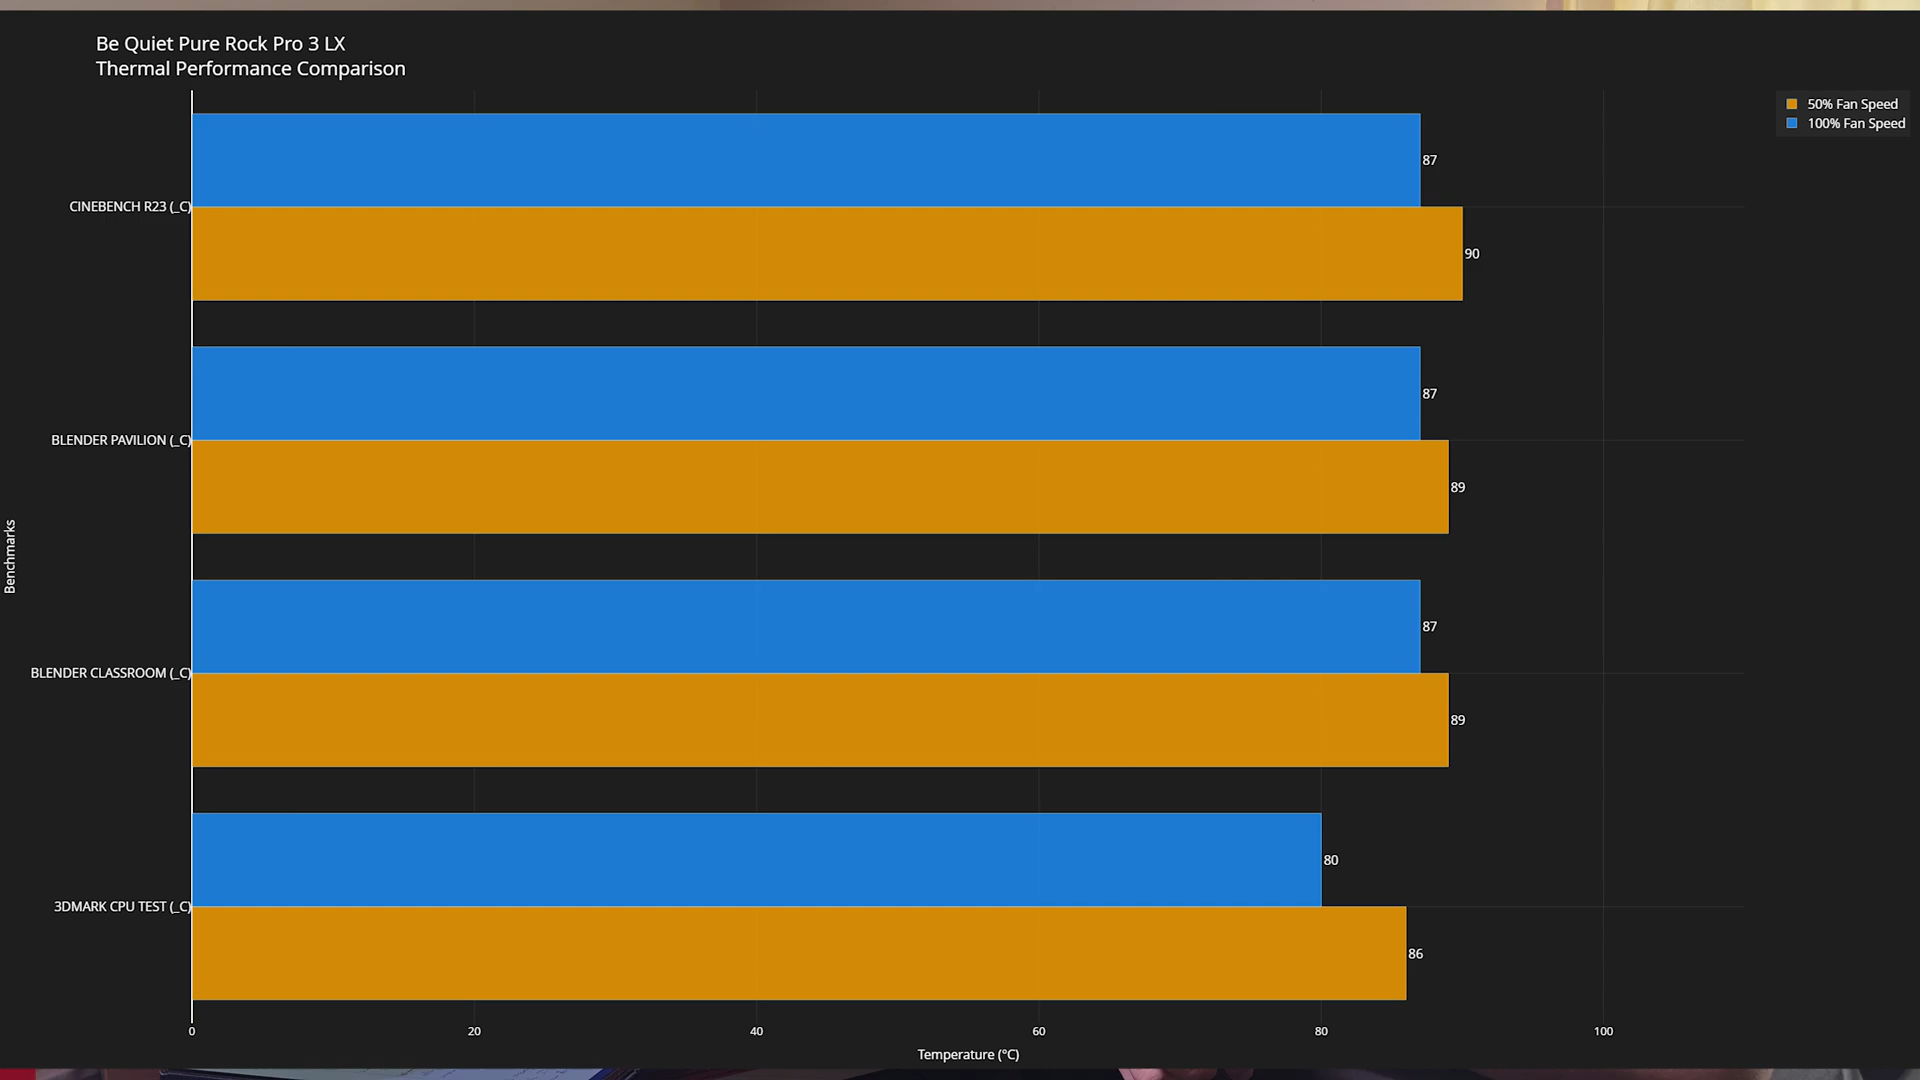 Be Quiet Pure Rock Pro 3 LX
Thermal Performance Comparison
50% Fan Speed
100% Fan Speed
87
CINEBENCH R23 (_C)
90
87
BLENDER PAVILION (_C)
89
Benchmarks
87
BLENDER CLASSROOM (_C)
89
80
3DMARK CPU TEST (_C)
86
0 20 40 60 80 100
Temperature (°C)